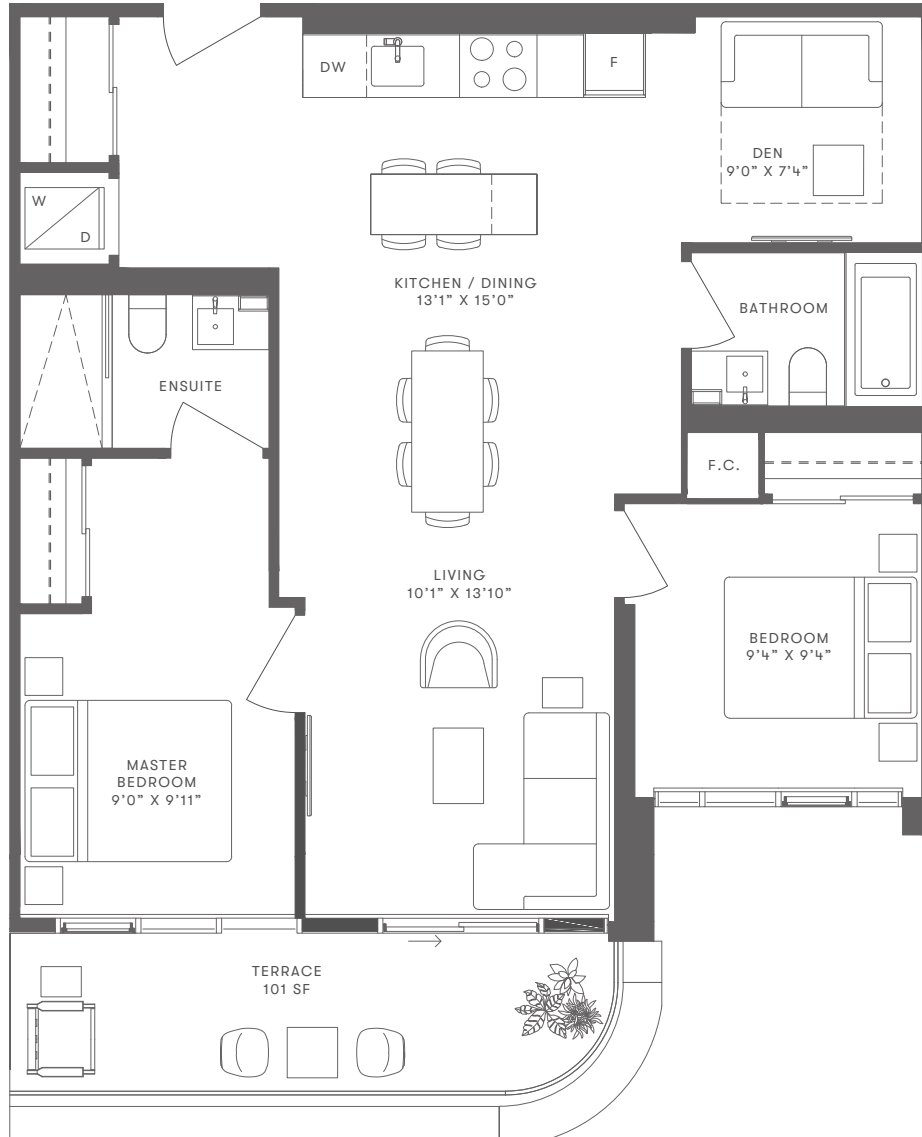 DW
F
DEN
9’0” X 7’4”
W
D
KITCHEN / DINING
13’1” X 15’0”
BATHROOM
ENSUITE
F.C.
LIVING
10’1” X 13’10”
BEDROOM
9’4” X 9’4”
MASTER
BEDROOM
9’0” X 9’11”
TERRACE
101 SF